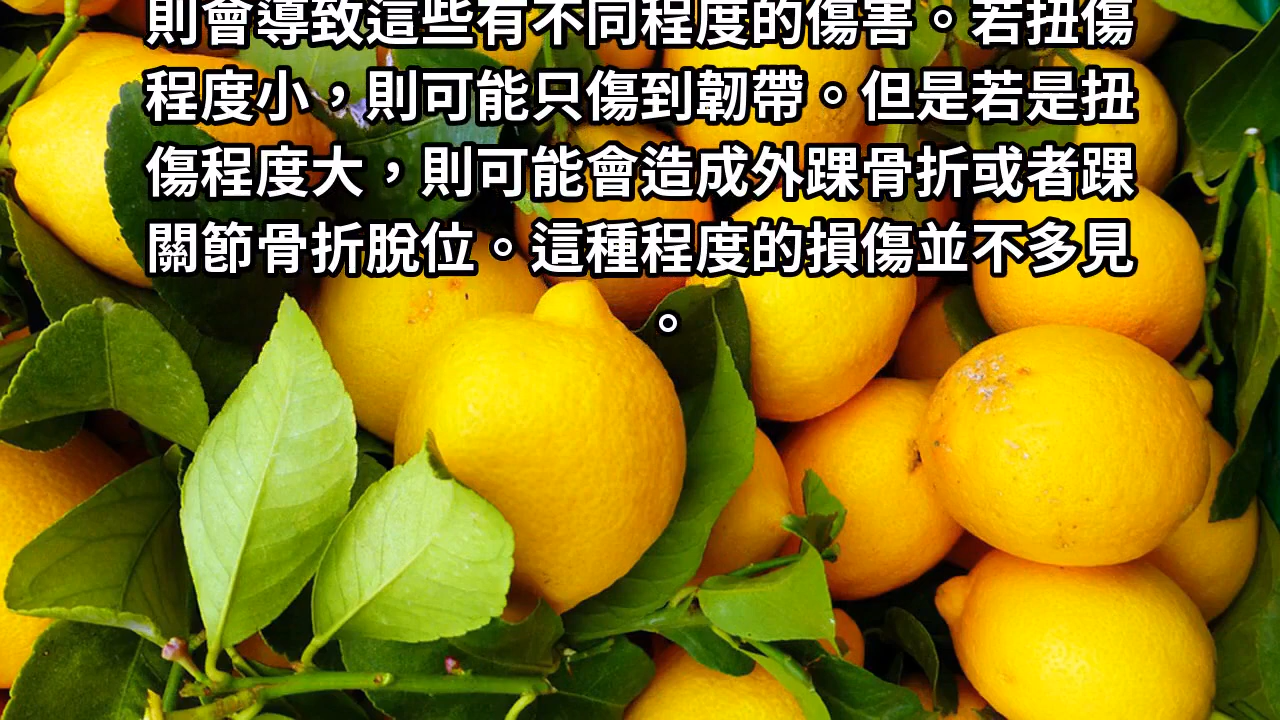 則會導致這些有不同程度的傷害。若扭傷
程度小，則可能只傷到韌帶。但是若是扭
傷程度大，則可能會造成外踝骨折或者踝
關節骨折脫位。這種程度的損傷並不多見
。